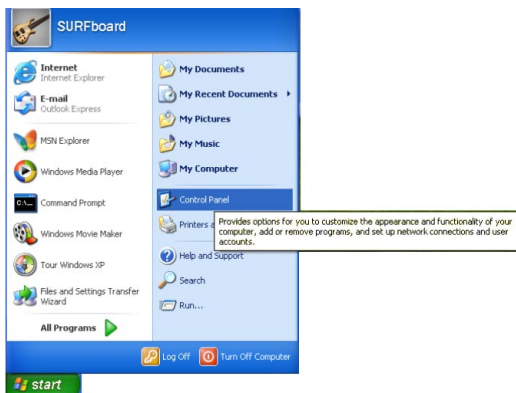 SURFboard
Internet
Internet Explorer
E-mail
Outlook Express
MSN Explorer
Windows Media Player
Command Prompt
Windows Movie Maker
Tour Windows XP
Files and Settings Transfer
Wizard
All Programs
My Documents
My Recent Documents
My Pictures
My Music
My Computer
Control Panel
Printers a
Provides options for you to customize the appearance and functionality of your
computer, add or remove programs, and set up network connections and user
accounts.
Help and Support
Search
Run...
Log Off
Turn Off Computer
start